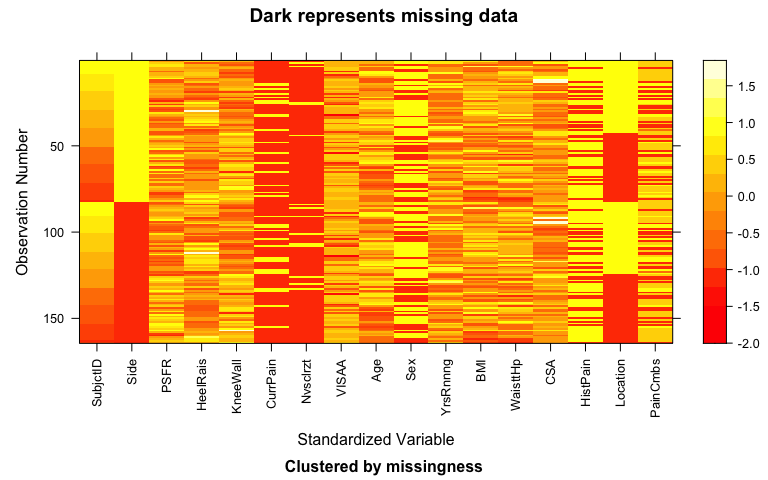 Dark represents missing data
Observation Number
50
100
150
1.5
1.0
0.5
0.0
-0.5
-1.0
-1.5
-2.0
SubjctID
Side
PSFR
HeelRais
KneeWall
CurrPain
Nvsclrzt
VISAA
Age
Sex
YrsRnnng
BMI
WaisttHp
CSA
HistPain
Location
PainCmbs
Standardized Variable
Clustered by missingness